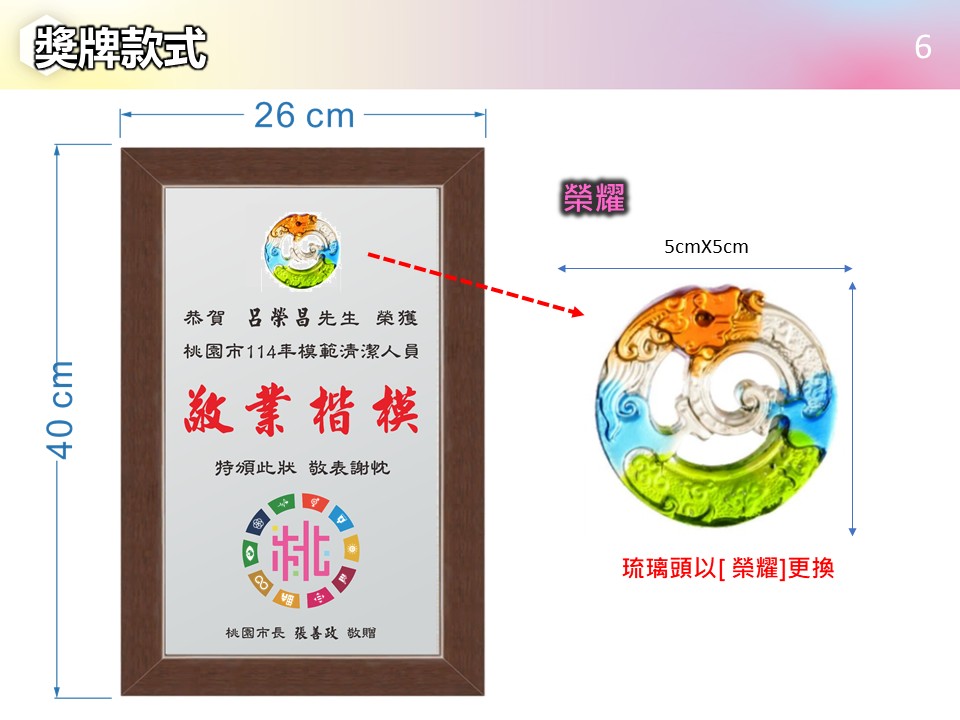 獎牌款式
6
26 cm
40 cm
恭賀 呂榮昌先生 榮獲
桃園市114年模範清潔人員
敬業楷模
特頒此狀 敬表謝忱
桃
桃園市長 張善政 敬贈
榮耀
5cmX5cm
琉璃頭以[ 榮耀]更換